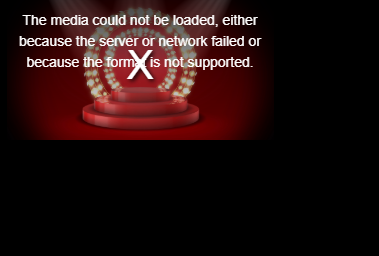 The media could not be loaded, either
because the server or network failed or
because the format is not supported.
X